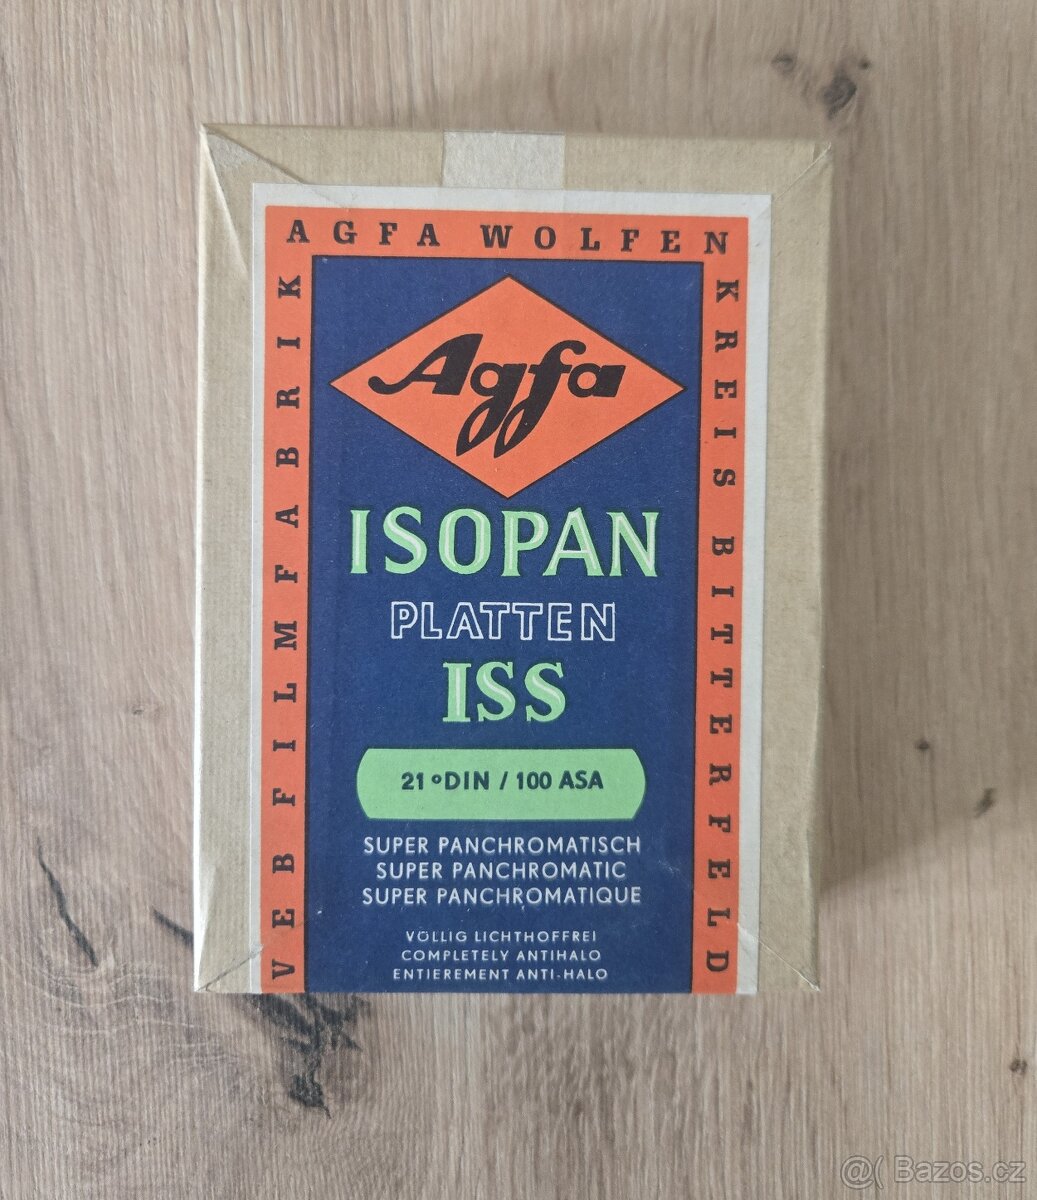 VEB FILMFABRIK
AGFA WOLFEN
KREIS BITTERFELD
Agfa
ISOPAN
PLATTEN
ISS
21 °DIN / 100 ASA
SUPER PANCHROMATISCH
SUPER PANCHROMATIC
SUPER PANCHROMATIQUE
VÖLLIG LICHTHOFFREI
COMPLETELY ANTIHALO
ENTIEREMENT ANTI-HALO
@( Bazos.cz